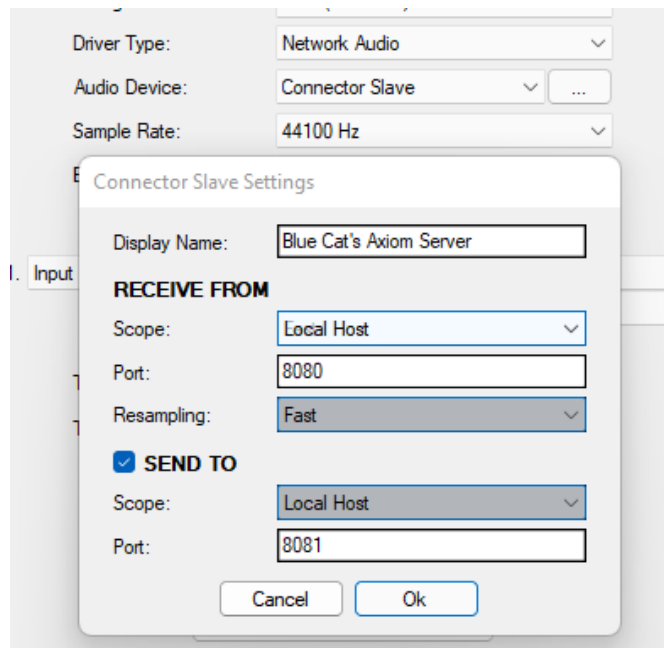 Driver Type: Network Audio
Audio Device: Connector Slave ...
Sample Rate: 44100 Hz
Connector Slave Settings
Display Name: Blue Cat's Axiom Server
. Input
RECEIVE FROM
Scope: Local Host
Port: 8080
Resampling: Fast
SEND TO
Scope: Local Host
Port: 8081
Cancel Ok